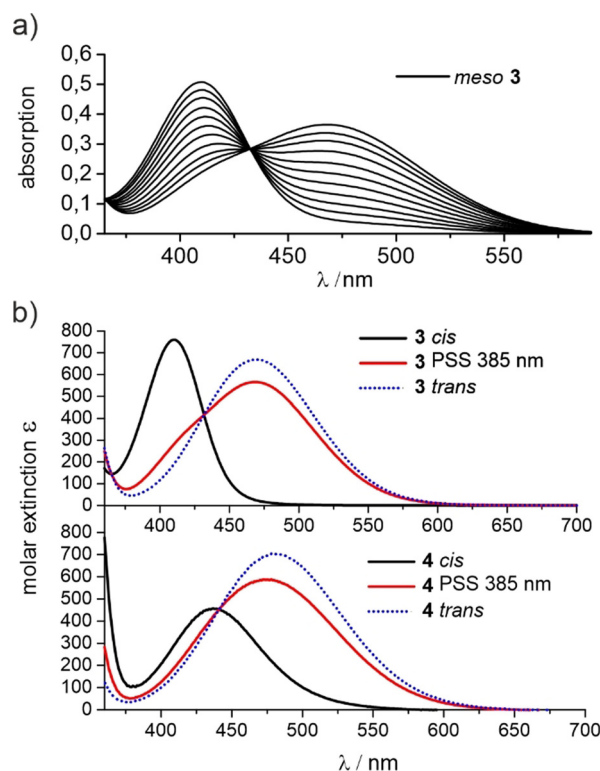 a)
0,6
0,5
0,4
0,3
0,2
0,1
0,0
absorption
meso 3
400 450 500 550
λ /nm
b)
800
700
600
500
400
300
200
100
0
3 cis
3 PSS 385 nm
3 trans
400 450 500 550 600 650 700
molar extinction ε
800
700
600
500
400
300
200
100
0
4 cis
4 PSS 385 nm
4 trans
400 450 500 550 600 650 700
λ / nm